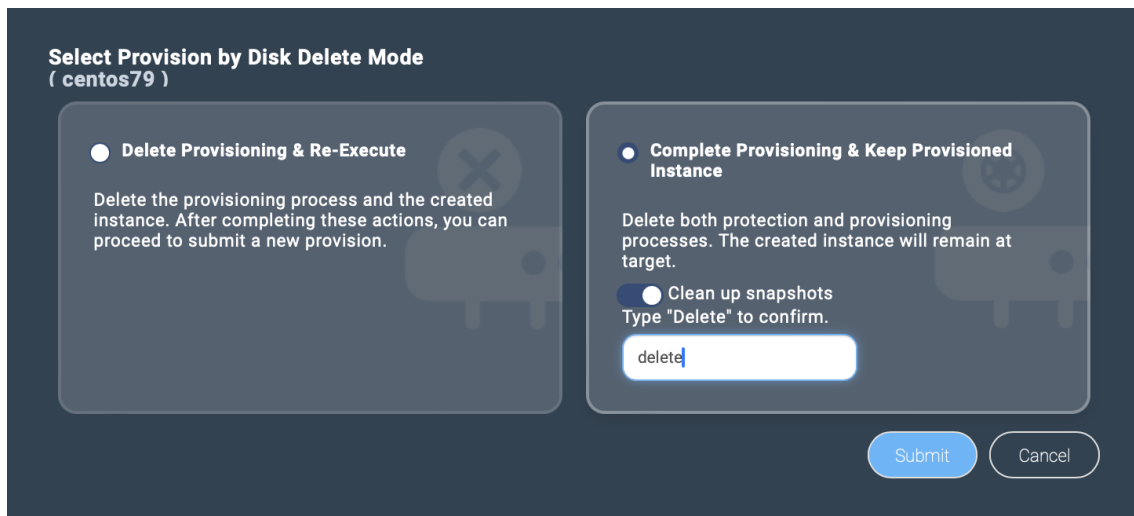 Select Provision by Disk Delete Mode
( centos79 )
Delete Provisioning & Re-Execute
Delete the provisioning process and the created
instance. After completing these actions, you can
proceed to submit a new provision.
Complete Provisioning & Keep Provisioned
Instance
Delete both protection and provisioning
processes. The created instance will remain at
target.
Clean up snapshots
Type "Delete" to confirm.
delete
Submit
Cancel